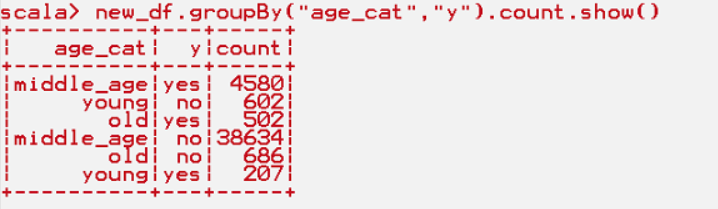 scala> new_df.groupBy("age_cat","y").count.show()
+----------+---+-----+
|   age_cat|  y|count|
+----------+---+-----+
|middle_age|yes| 4580|
|     young| no|  602|
|       old|yes|  502|
|middle_age| no|38634|
|       old| no|  686|
|     young|yes|  207|
+----------+---+-----+